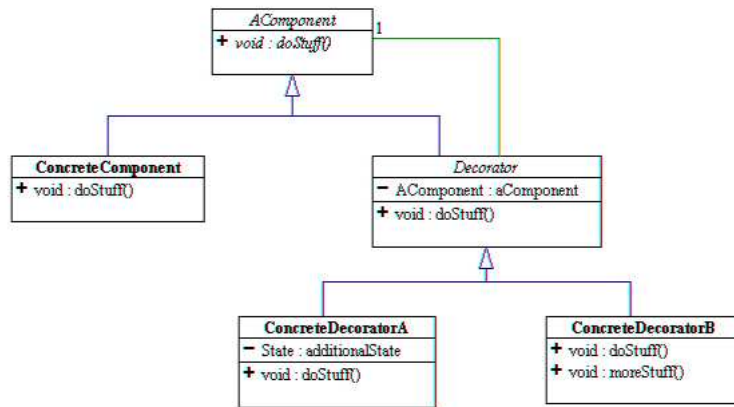 AComponent
+ void : doStuff()
1
ConcreteComponent
+ void : doStuff()
Decorator
- AComponent : aComponent
+ void : doStuff()
ConcreteDecoratorA
- State : additionalState
+ void : doStuff()
ConcreteDecoratorB
+ void : doStuff()
+ void : moreStuff()